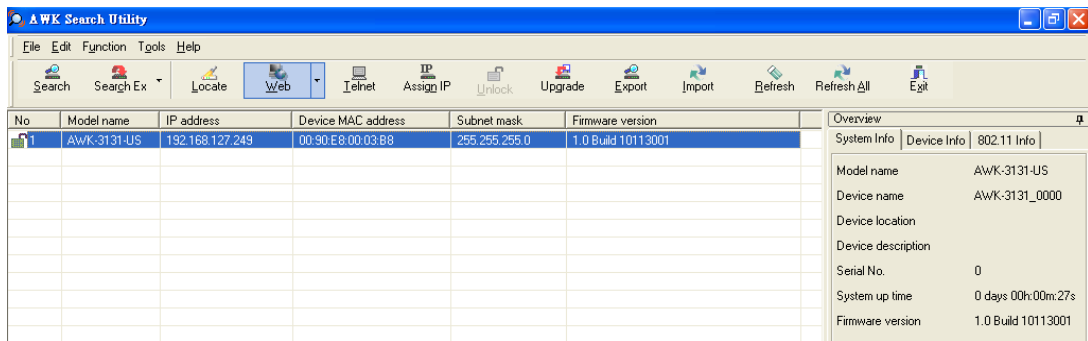 AWK Search Utility
File Edit Function Tools Help
Search Search Ex Locate Web Telnet Assign IP Unlock Upgrade Export Import Refresh Refresh All Exit
IP
No Model name IP address Device MAC address Subnet mask Firmware version
1 AWK-3131-US 192.168.127.249 00:90:E8:00:03:B8 255.255.255.0 1.0 Build 10113001
Overview
System Info Device Info 802.11 Info
Model name AWK-3131-US
Device name AWK-3131_0000
Device location
Device description
Serial No. 0
System up time 0 days 00h:00m:27s
Firmware version 1.0 Build 10113001